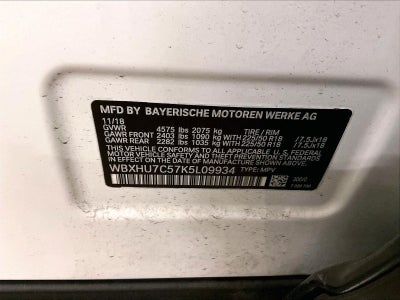 MFD BY BAYERISCHE MOTOREN WERKE AG
11/18
GVWR 4575 lbs 2075 kg TIRE / RIM
GAWR FRONT 2403 lbs 1090 kg WITH 225/50 R18 /7.5Jx18
GAWR REAR 2282 lbs 1035 kg WITH 225/50 R18 /7.5Jx18
THIS VEHICLE CONFORMS TO ALL APPLICABLE U.S. FEDERAL
MOTOR VEHICLE SAFETY AND THEFT PREVENTION STANDARDS IN EFFECT ON THE DATE
OF MANUFACTURE SHOWN ABOVE.
WBXHU7C57K5L09934 TYPE: MPV